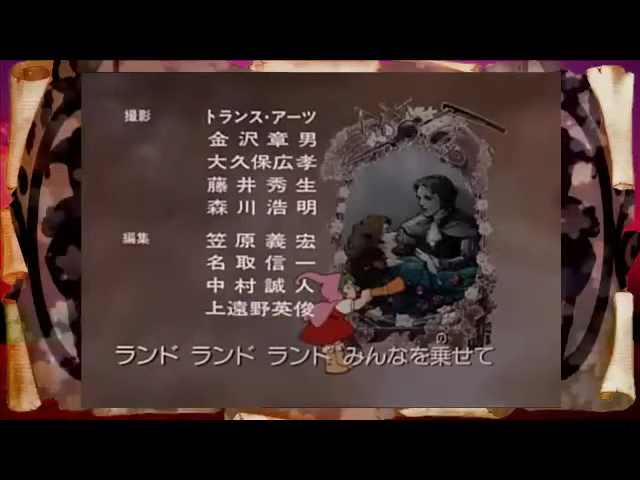 撮影
トランス・アーツ
金沢章男
大久保広孝
藤井秀生
森川浩明
編集
笠原義宏
名取信一
中村誠人
上遠野英俊
の
ランド ランド ランド みんなを乗せて